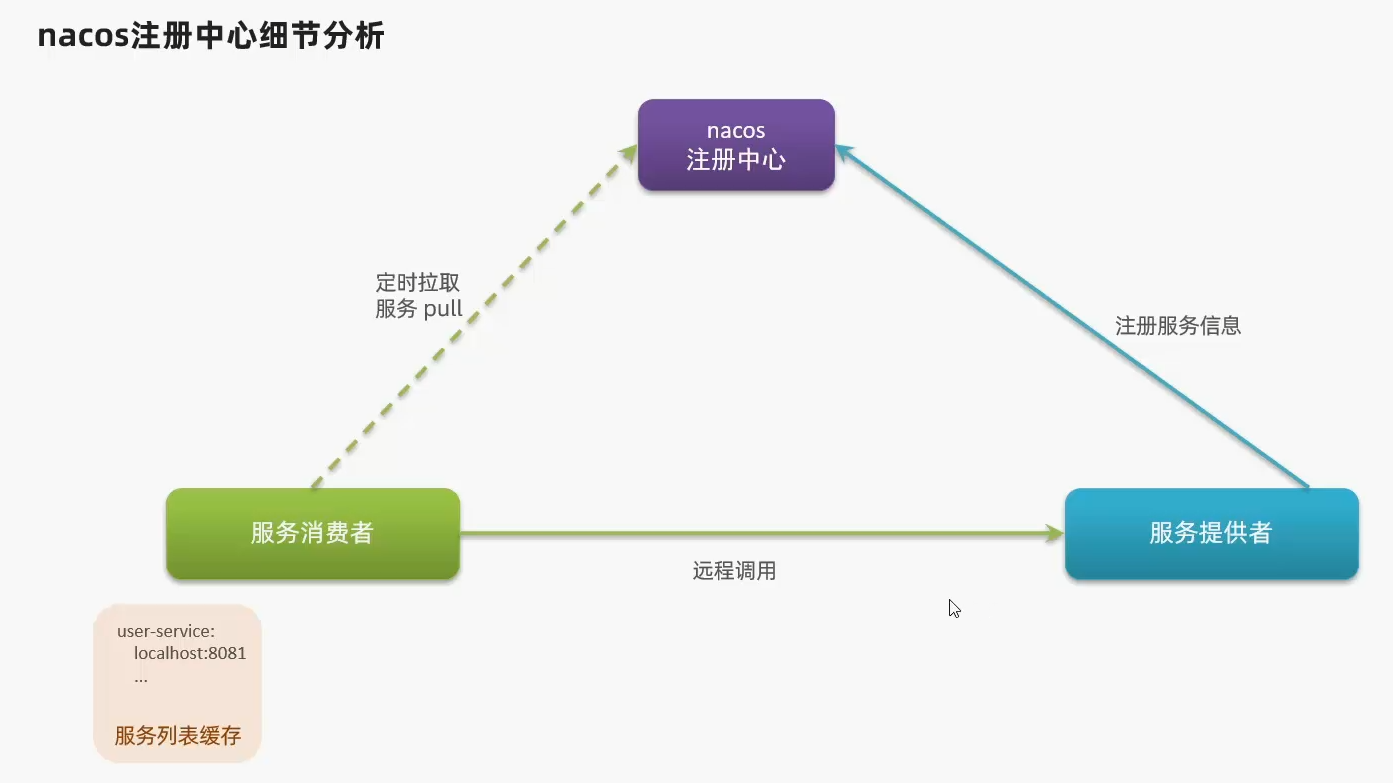 nacos注册中心细节分析
nacos
注册中心
定时拉取
服务 pull
注册服务信息
服务消费者
服务提供者
远程调用
user-service:
localhost:8081
...
服务列表缓存